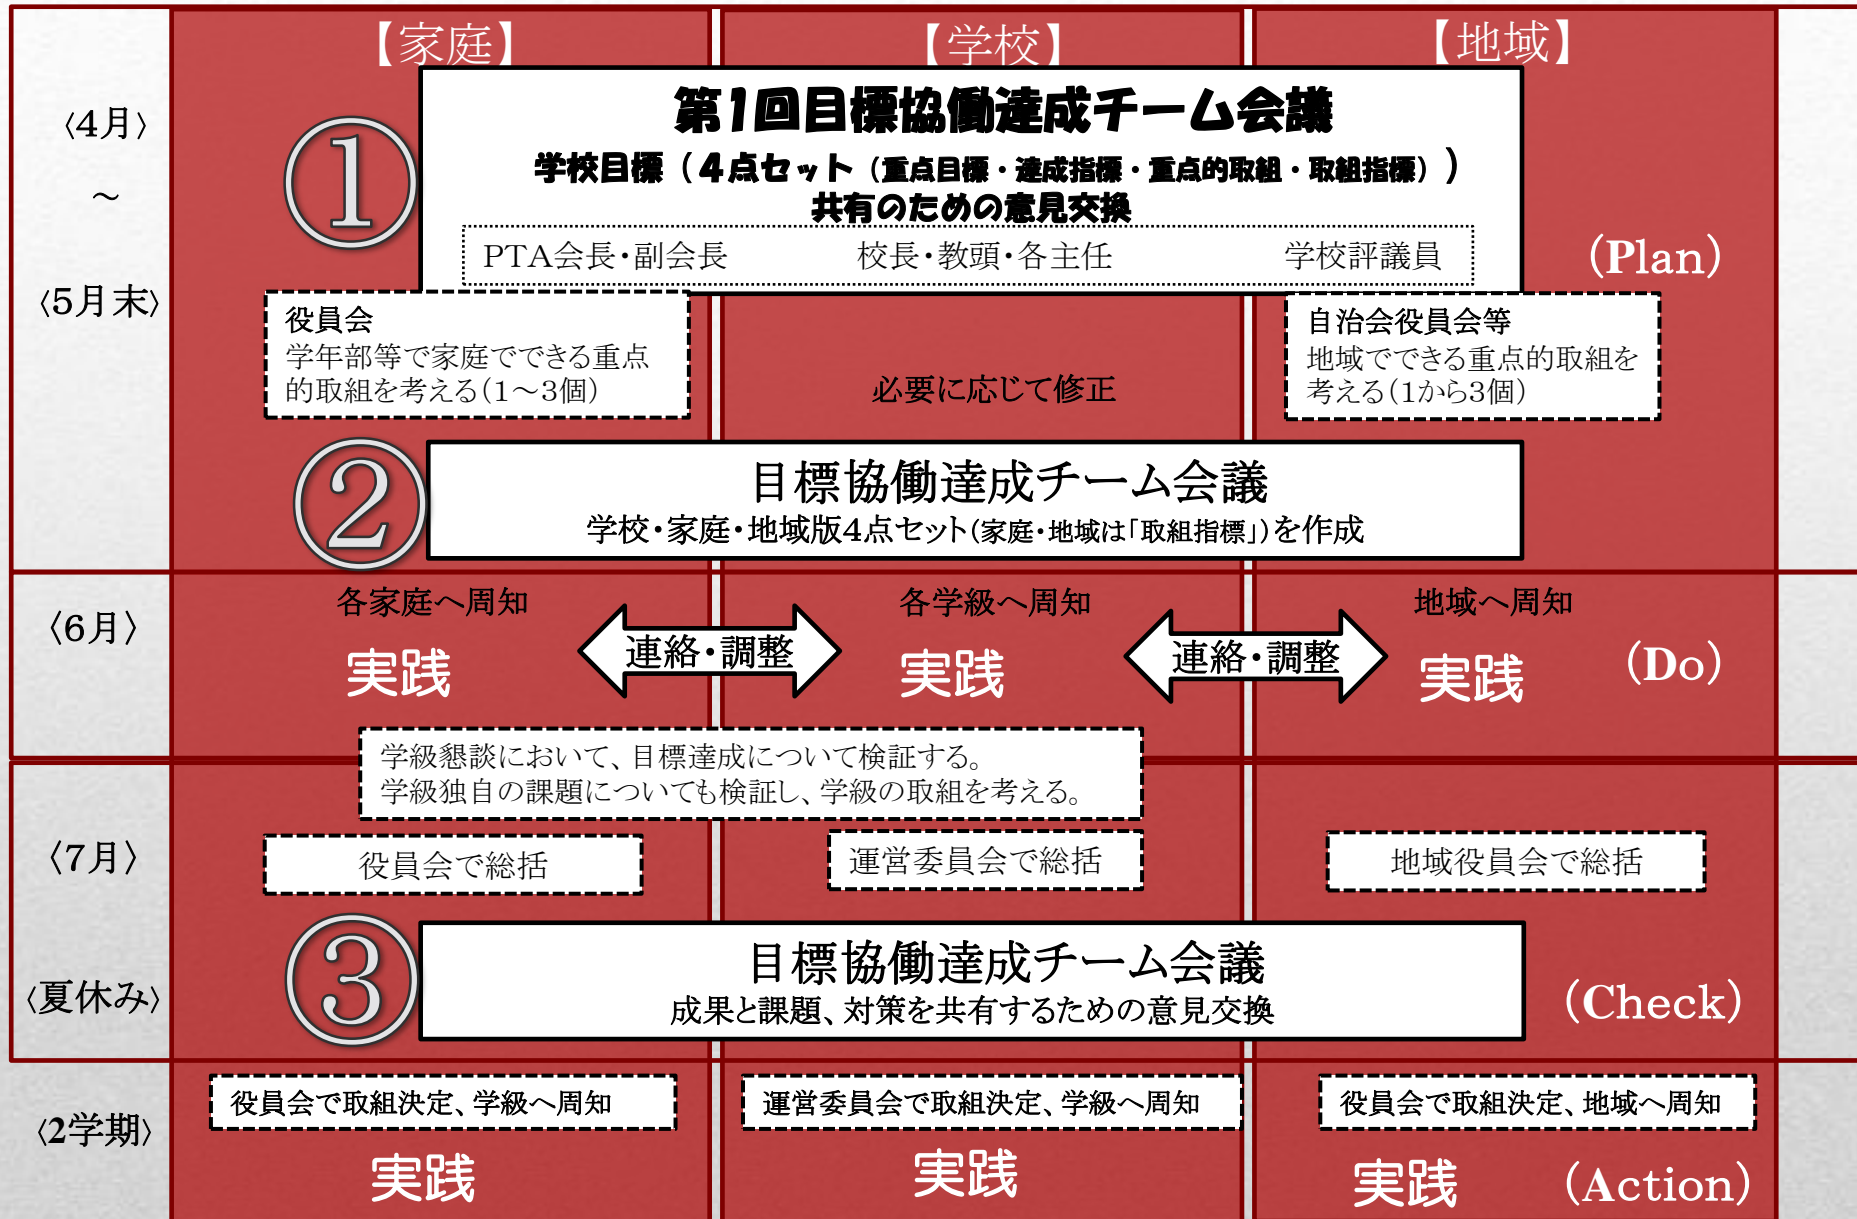 【家庭】
【学校】
【地域】
〈4月〉
～
〈5月末〉
①
第1回目標協働達成チーム会議
学校目標（４点セット（重点目標・達成指標・重点的取組・取組指標））
共有のための意見交換
PTA会長・副会長
校長・教頭・各主任
学校評議員
(Plan)
役員会
学年部等で家庭でできる重点
的取組を考える(1～3個)
必要に応じて修正
自治会役員会等
地域でできる重点的取組を
考える(1から3個)
②
目標協働達成チーム会議
学校・家庭・地域版4点セット(家庭・地域は「取組指標」)を作成
〈6月〉
各家庭へ周知
各学級へ周知
地域へ周知
実践
連絡・調整
実践
連絡・調整
実践
(Do)
学級懇談において、目標達成について検証する。
学級独自の課題についても検証し、学級の取組を考える。
〈7月〉
役員会で総括
運営委員会で総括
地域役員会で総括
〈夏休み〉
③
目標協働達成チーム会議
成果と課題、対策を共有するための意見交換
(Check)
〈2学期〉
役員会で取組決定、学級へ周知
運営委員会で取組決定、学級へ周知
役員会で取組決定、地域へ周知
実践
実践
実践
(Action)